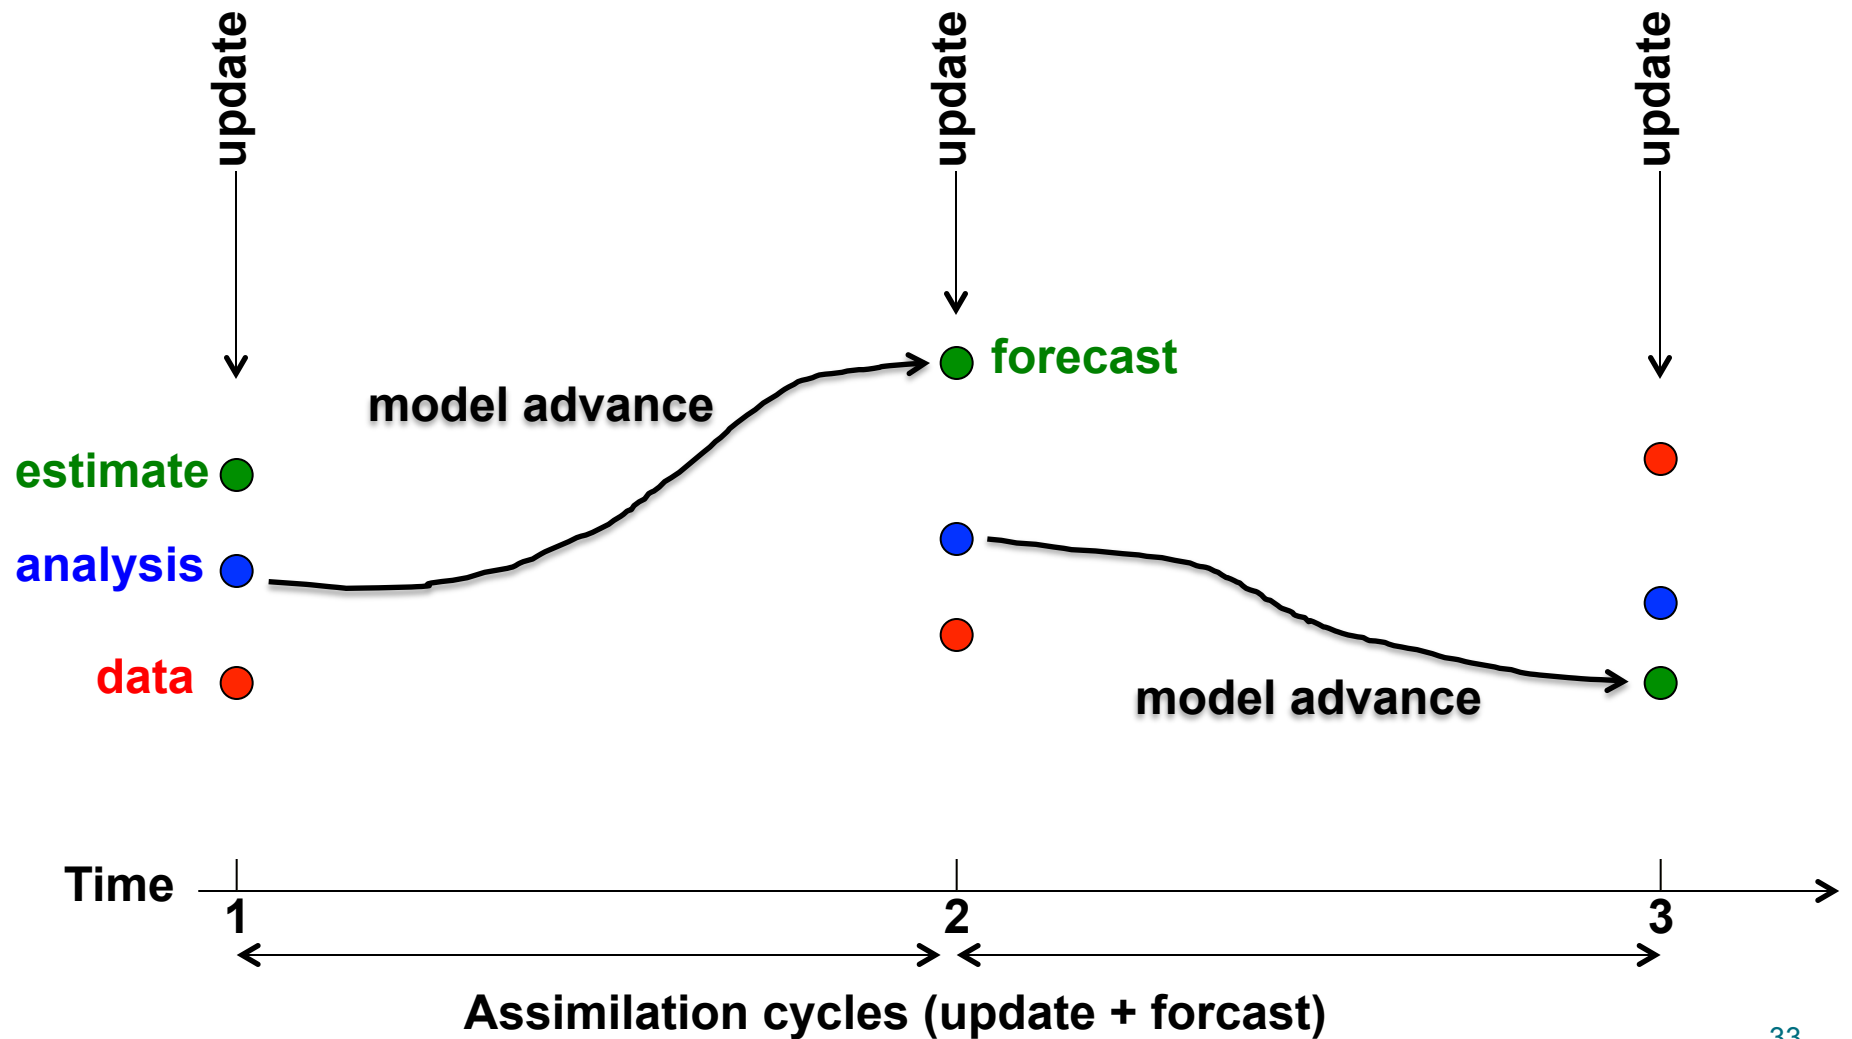 update
update
update
forecast
model advance
estimate
analysis
data
model advance
Time
1
2
3
Assimilation cycles (update + forcast)
33